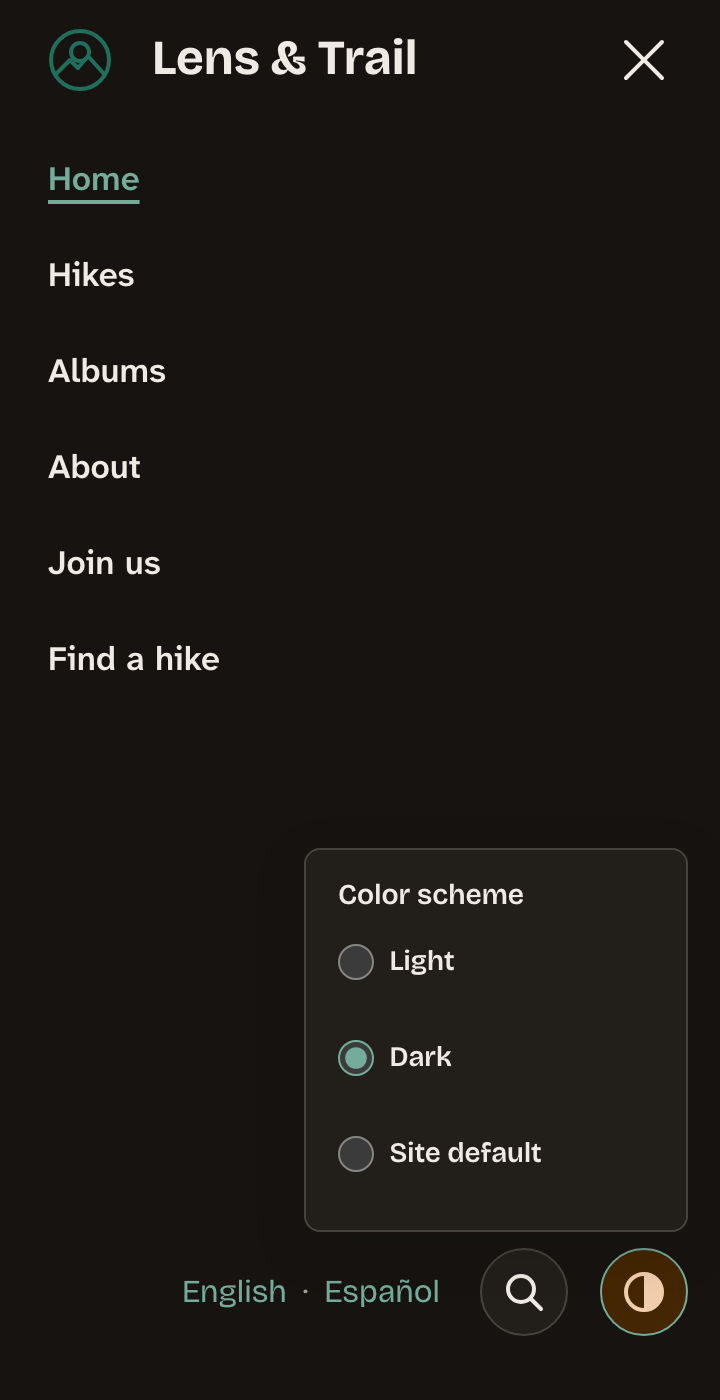 Lens & Trail
Home
Hikes
Albums
About
Join us
Find a hike
Color scheme
Light
Dark
Site default
English · Español